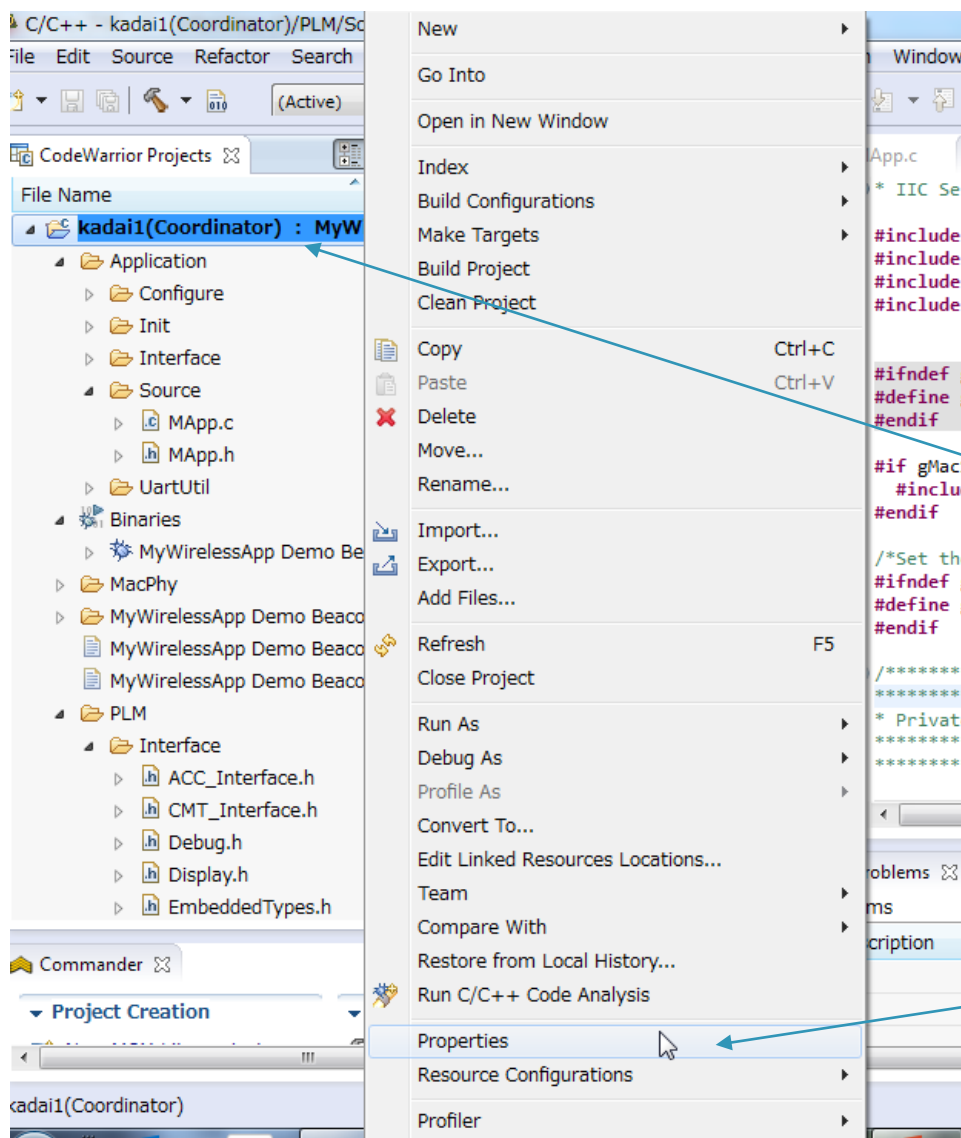 C/C++ - kadai1(Coordinator)/PLM/So
File Edit Source Refactor Search
Window
(Active)
CodeWarrior Projects
File Name
kadai1(Coordinator) : MyW
Application
Configure
Init
Interface
Source
MApp.c
MApp.h
UartUtil
Binaries
MyWirelessApp Demo Be
MacPhy
MyWirelessApp Demo Beaco
MyWirelessApp Demo Beaco
MyWirelessApp Demo Beaco
PLM
Interface
ACC_Interface.h
CMT_Interface.h
Debug.h
Display.h
EmbeddedTypes.h
Commander
Project Creation
kadai1(Coordinator)
New
Go Into
Open in New Window
Index
Build Configurations
Make Targets
Build Project
Clean Project
Copy Ctrl+C
Paste Ctrl+V
Delete
Move...
Rename...
Import...
Export...
Add Files...
Refresh F5
Close Project
Run As
Debug As
Profile As
Convert To...
Edit Linked Resources Locations...
Team
Compare With
Restore from Local History...
Run C/C++ Code Analysis
Properties
Resource Configurations
Profiler
App.c
* IIC Se
#include
#include
#include
#include
#ifndef
#define
#endif
#if gMac
#inclu
#endif
/*Set th
#ifndef
#define
#endif
/*******
********
* Privat
********
********
roblems
ms
cription